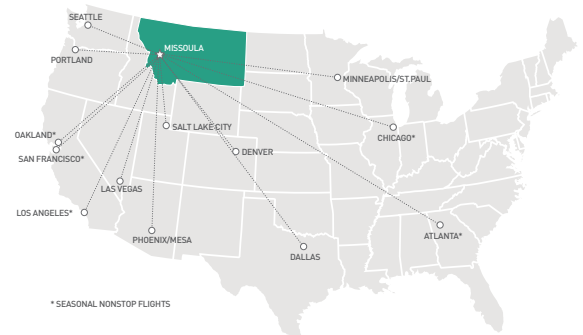 SEATTLE
MISSOULA
PORTLAND
MINNEAPOLIS/ST.PAUL
SALT LAKE CITY
OAKLAND*
CHICAGO*
SAN FRANCISCO*
DENVER
LAS VEGAS
LOS ANGELES*
PHOENIX/MESA
ATLANTA*
DALLAS
* SEASONAL NONSTOP FLIGHTS